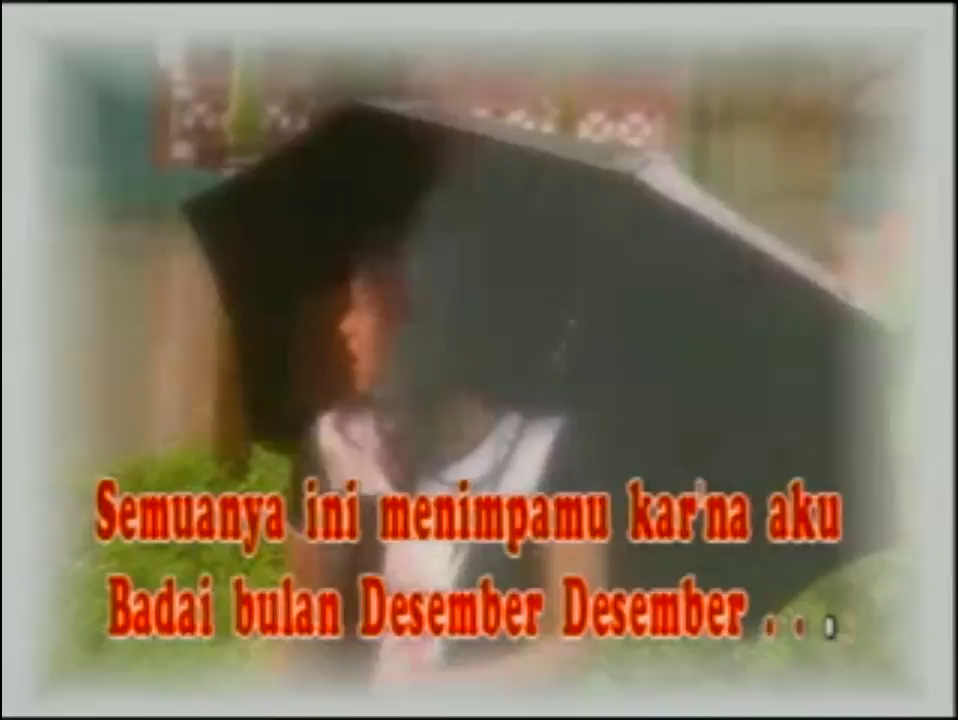 Semuanya ini menimpamu kar'na aku
Badai bulan Desember Desember . . .